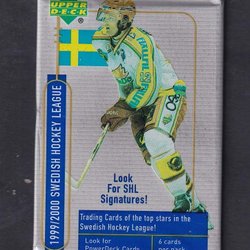 UPPER
DECK
Look
For SHL
Signatures!
1999/2000 SWEDISH HOCKEY LEAGUE
Trading Cards of the top stars in the
Swedish Hockey League!
Look for
PowerDeck Cards
6 cards
per pack